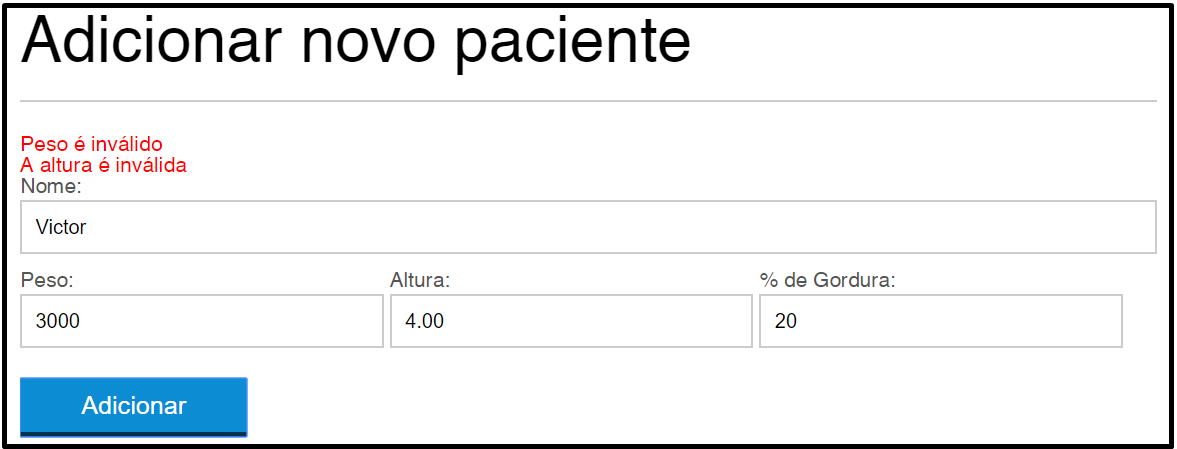 Adicionar novo paciente
Peso é inválido
A altura é inválida
Nome:
Victor
Peso: Altura: % de Gordura:
3000 4.00 20
Adicionar